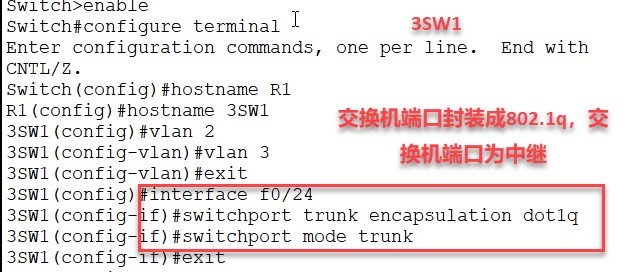 Switch>enable
Switch#configure terminal
3SW1
Enter configuration commands, one per line.  End with
CNTL/Z.
Switch(config)#hostname R1
R1(config)#hostname 3SW1
3SW1(config)#vlan 2
3SW1(config-vlan)#vlan 3
3SW1(config-vlan)#exit
交换机端口封装成802.1q，交
换机端口为中继
3SW1(config)#interface f0/24
3SW1(config-if)#switchport trunk encapsulation dot1q
3SW1(config-if)#switchport mode trunk
3SW1(config-if)#exit